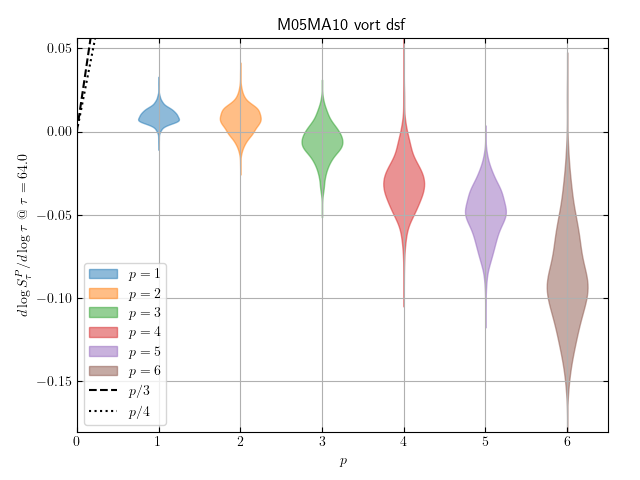 M05MA10 vort dsf
d log S_τ^P / d log τ @ τ = 64.0
0.05
0.00
−0.05
−0.10
−0.15
p = 1
p = 2
p = 3
p = 4
p = 5
p = 6
p/3
p/4
0 1 2 3 4 5 6
p